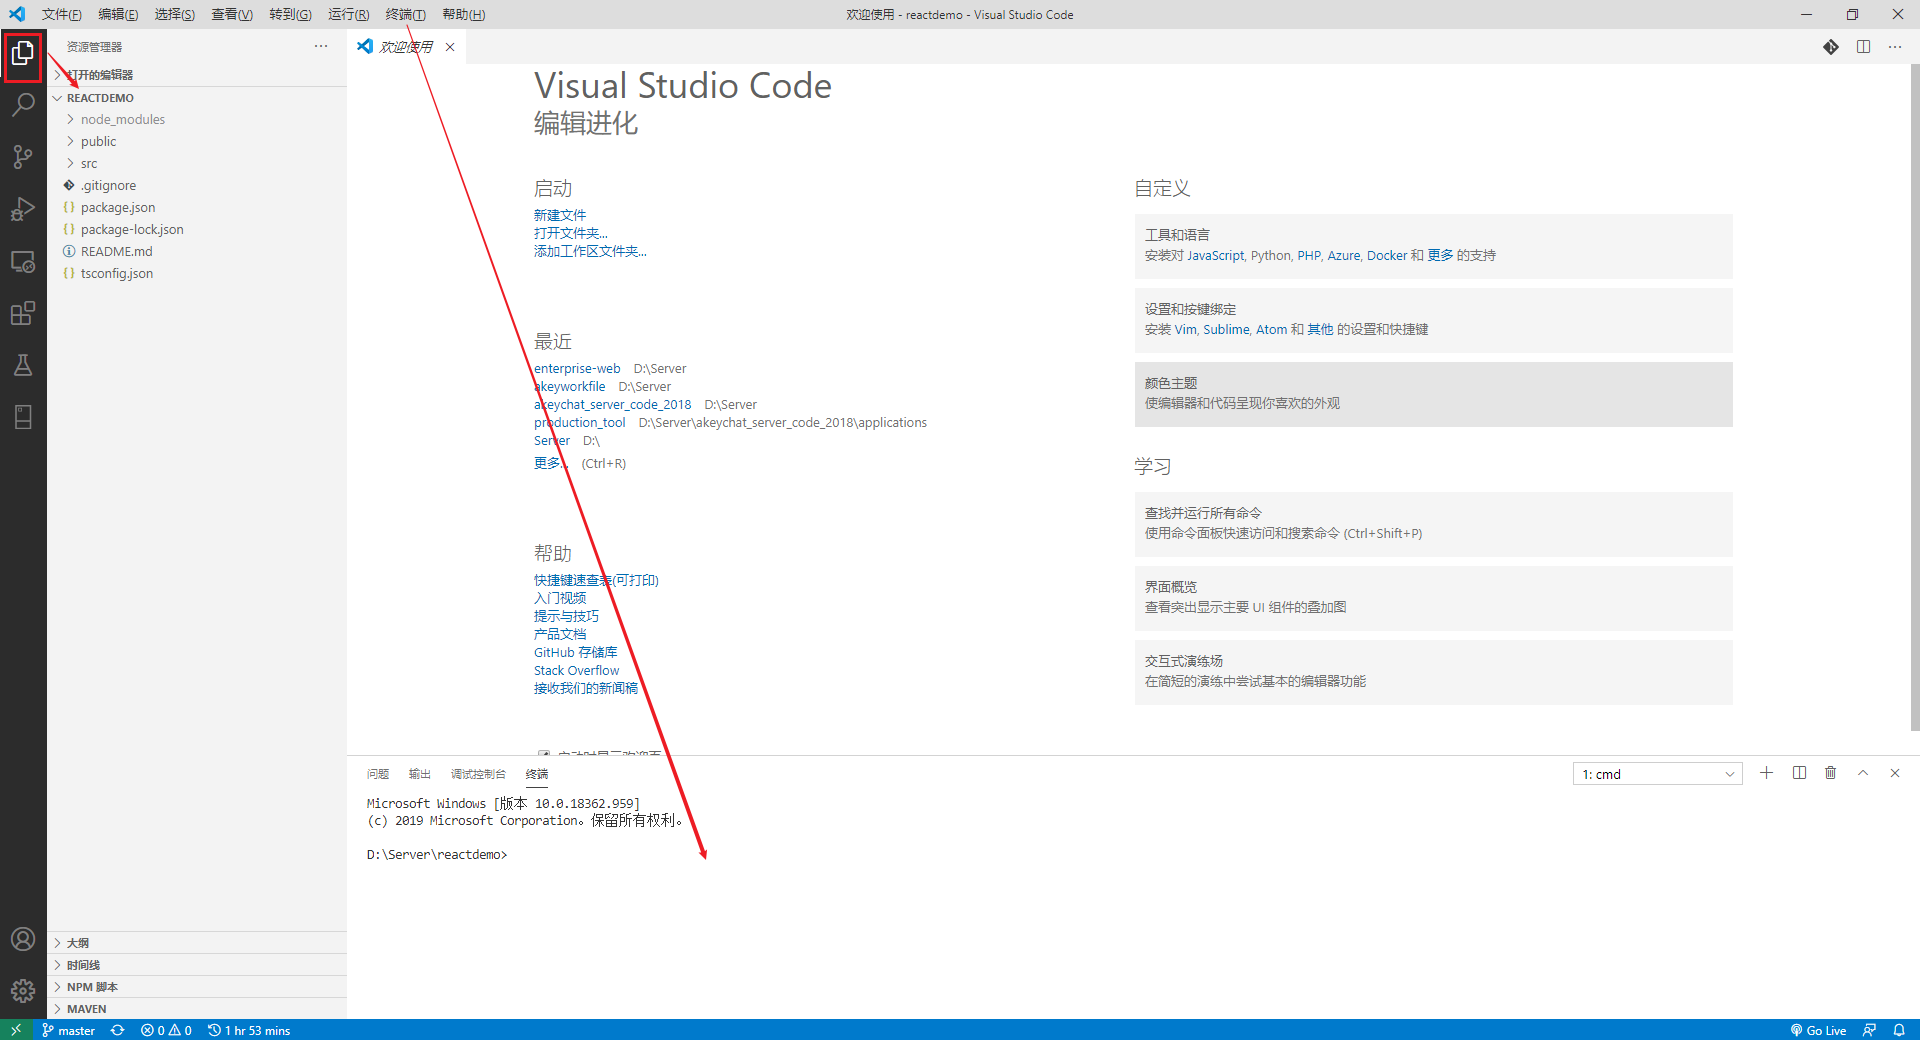 文件(F) 编辑(E) 选择(S) 查看(V) 转到(G) 运行(R) 终端(T) 帮助(H)
欢迎使用 - reactdemo - Visual Studio Code
资源管理器
打开的编辑器
REACTDEMO
node_modules
public
src
.gitignore
package.json
package-lock.json
README.md
tsconfig.json
大纲
时间线
NPM 脚本
MAVEN
欢迎使用
Visual Studio Code
编辑进化
启动
新建文件
打开文件夹...
添加工作区文件夹...
最近
enterprise-web D:\Server
akeyworkfile D:\Server
akeychat_server_code_2018 D:\Server
production_tool D:\Server\akeychat_server_code_2018\applications
Server D:\
更多... (Ctrl+R)
帮助
快捷键速查表(可打印)
入门视频
提示与技巧
产品文档
GitHub 存储库
Stack Overflow
接收我们的新闻稿
启动时显示欢迎页
自定义
工具和语言
安装对 JavaScript, Python, PHP, Azure, Docker 和 更多 的支持
设置和按键绑定
安装 Vim, Sublime, Atom 和 其他 的设置和快捷键
颜色主题
使编辑器和代码呈现你喜欢的外观
学习
查找并运行所有命令
使用命令面板快速访问和搜索命令 (Ctrl+Shift+P)
界面概览
查看突出显示主要 UI 组件的叠加图
交互式演练场
在简短的演练中尝试基本的编辑器功能
问题 输出 调试控制台 终端
1: cmd
Microsoft Windows [版本 10.0.18362.959]
(c) 2019 Microsoft Corporation。保留所有权利。
D:\Server\reactdemo>
master 0 0 1 hr 53 mins
Go Live